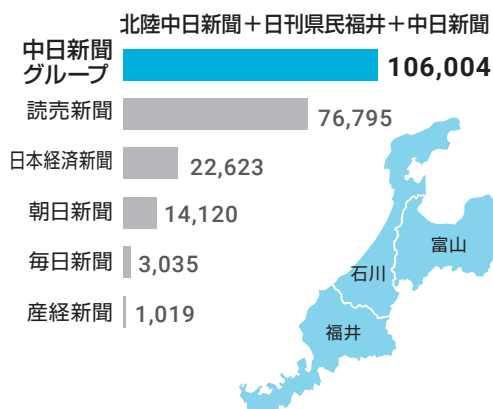 北陸中日新聞＋日刊県民福井＋中日新聞
中日新聞
グループ
106,004
読売新聞
76,795
日本経済新聞
22,623
朝日新聞
14,120
毎日新聞
3,035
産経新聞
1,019
富山
石川
福井